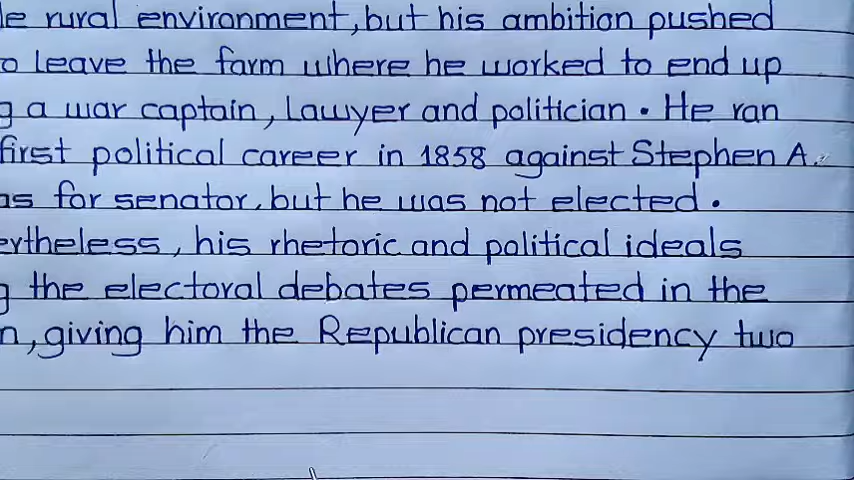 le rural environment, but his ambition pushed
o leave the farm where he worked to end up
g a war captain, Lawyer and politician. He ran
first political career in 1858 against Stephen A.
as for senator, but he was not elected.
ertheless, his rhetoric and political ideals
g the electoral debates permeated in the
n, giving him the Republican presidency two